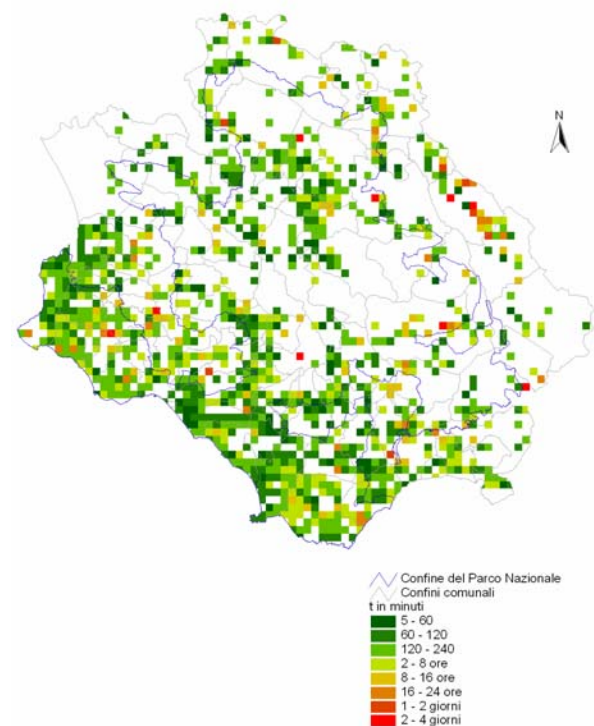 N
Confine del Parco Nazionale
Confini comunali
t in minuti
5 - 60
60 - 120
120 - 240
2 - 8 ore
8 - 16 ore
16 - 24 ore
1 - 2 giorni
2 - 4 giorni